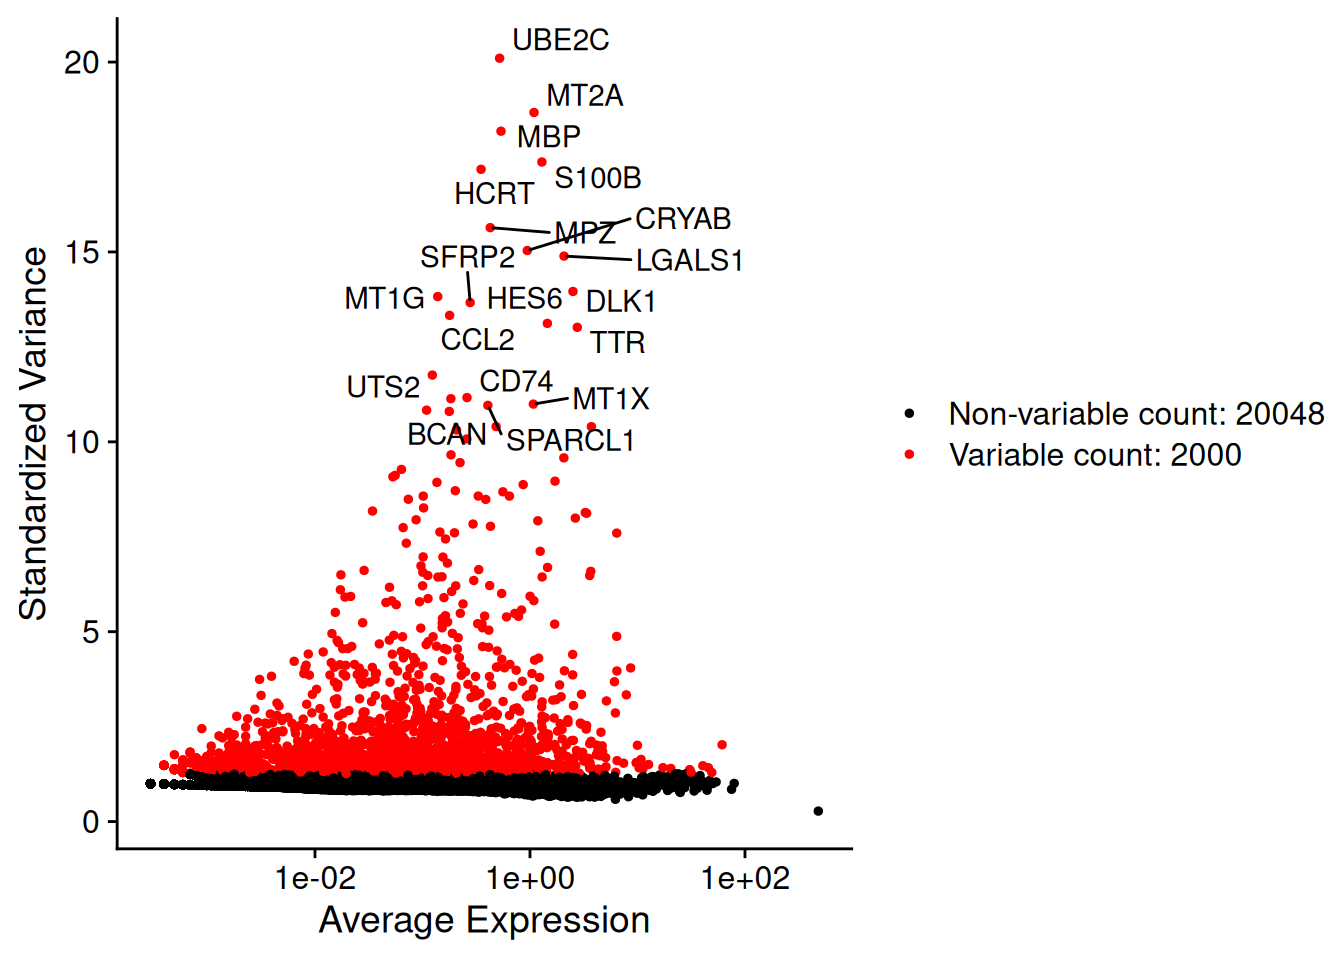 20
15
10
5
0
Standardized Variance
UBE2C
MT2A
MBP
S100B
HCRT
CRYAB
MPZ
SFRP2
LGALS1
MT1G
HES6
DLK1
CCL2
TTR
UTS2
CD74
MT1X
BCAN
SPARCL1
1e-02
1e+00
1e+02
Average Expression
Non-variable count: 20048
Variable count: 2000